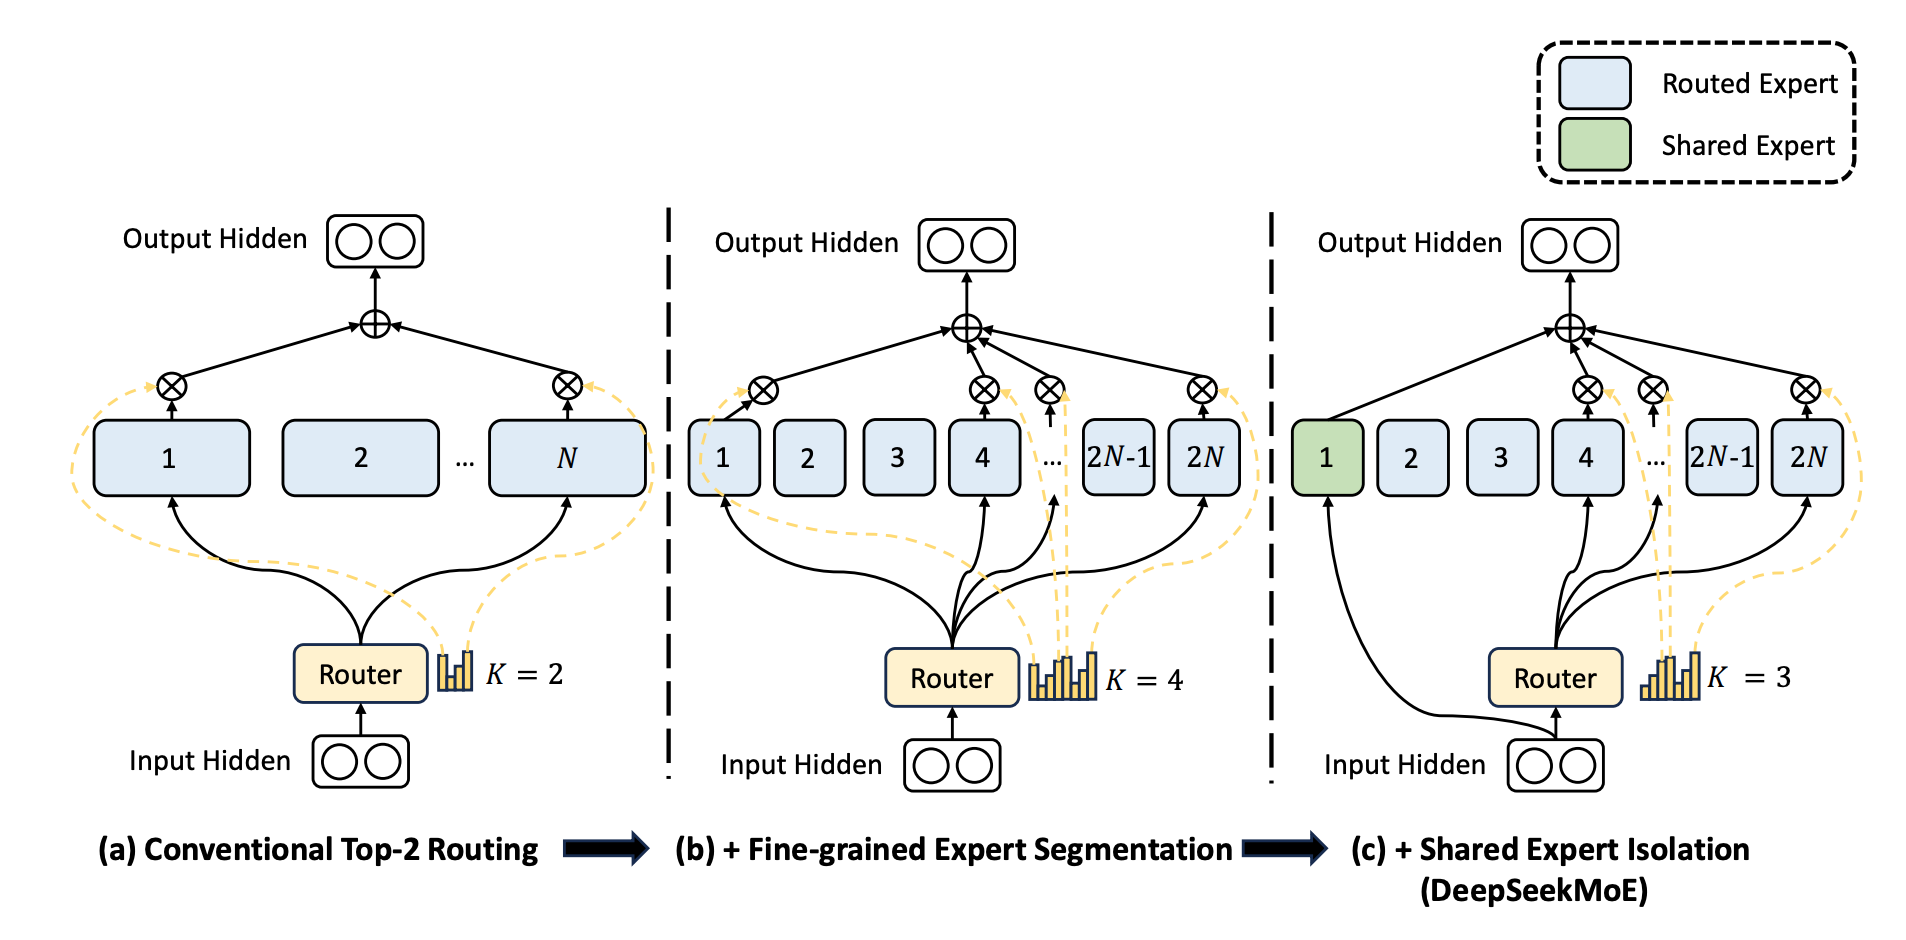 Routed Expert
Shared Expert
Output Hidden
1
2
...
N
Router
K = 2
Input Hidden
(a) Conventional Top-2 Routing
Output Hidden
1
2
3
4
...
2N-1
2N
Router
K = 4
Input Hidden
(b) + Fine-grained Expert Segmentation
Output Hidden
1
2
3
4
...
2N-1
2N
Router
K = 3
Input Hidden
(c) + Shared Expert Isolation
(DeepSeekMoE)